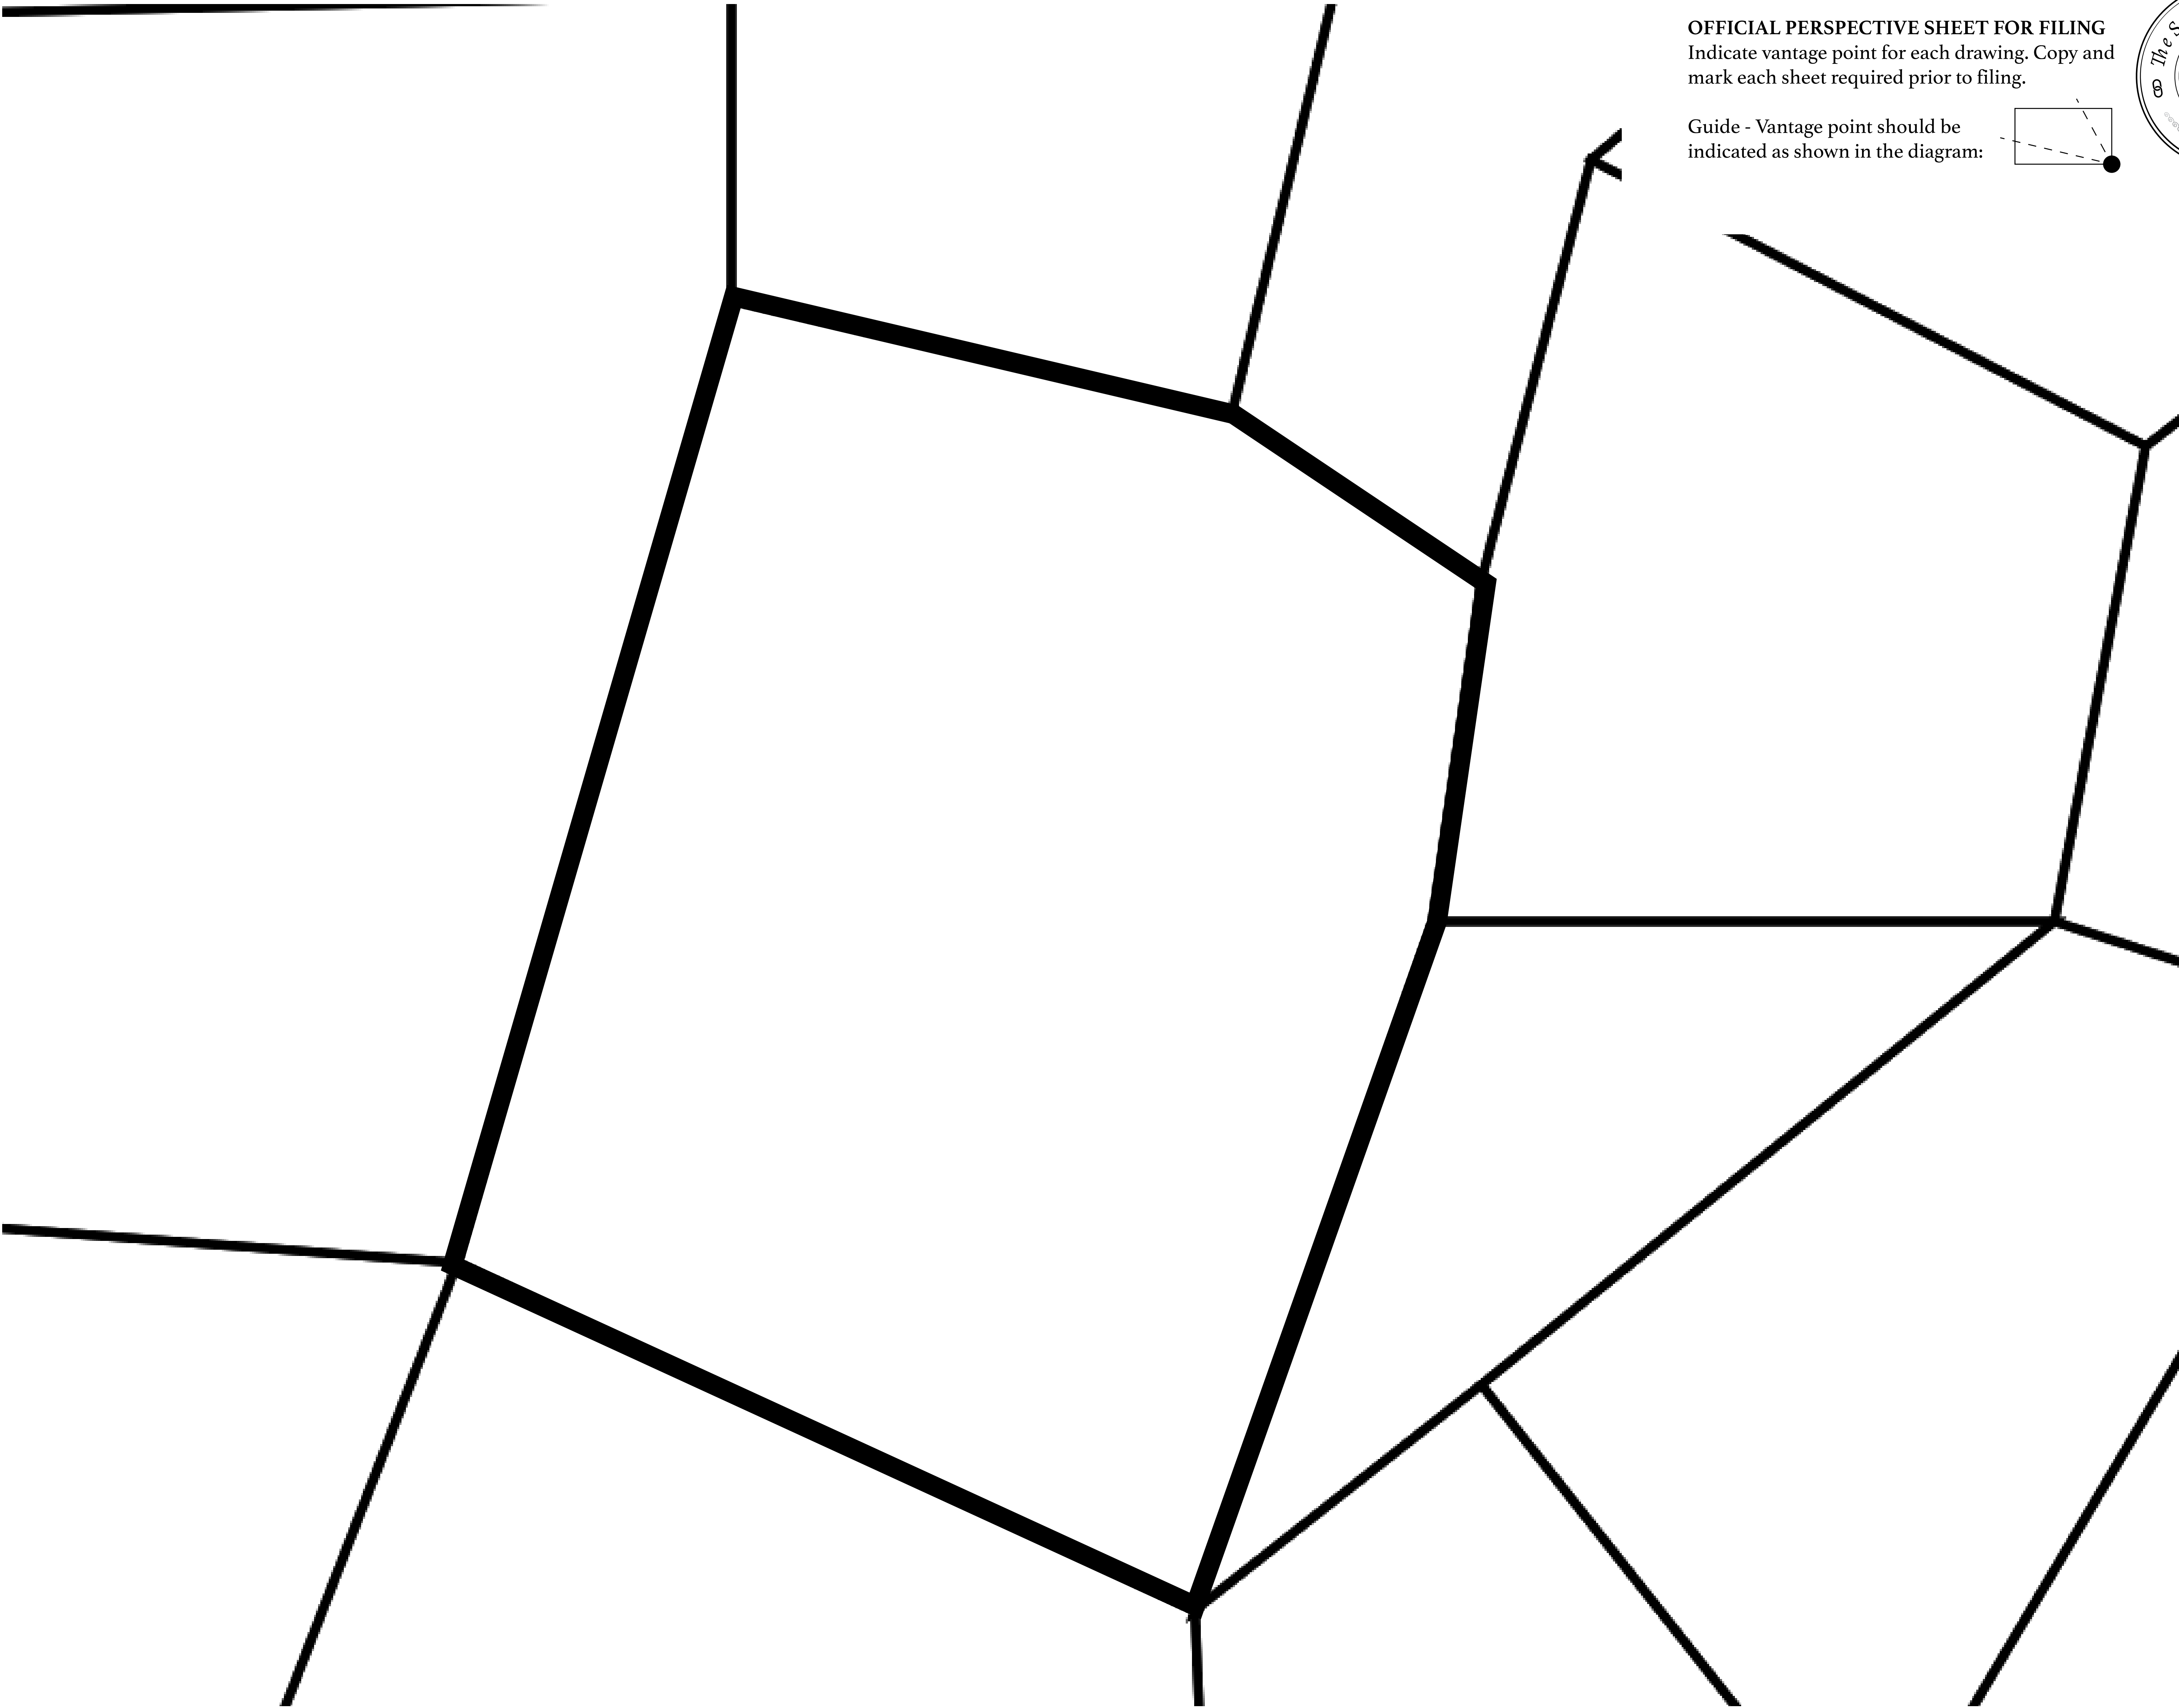 OFFICIAL PERSPECTIVE SHEET FOR FILING
Indicate vantage point for each drawing. Copy and
mark each sheet required prior to filing.
Guide - Vantage point should be
indicated as shown in the diagram:
The S